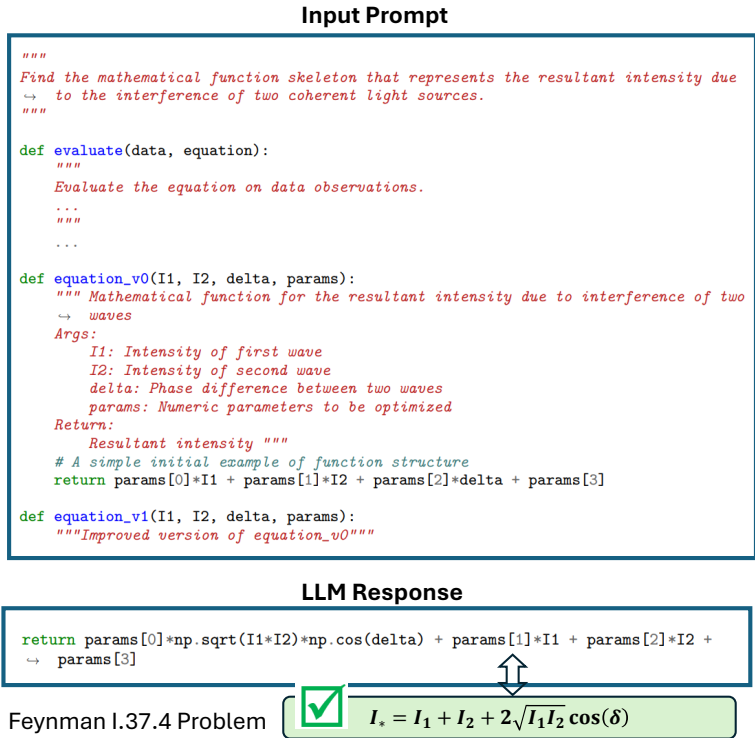 Input Prompt
"""
Find the mathematical function skeleton that represents the resultant intensity due
↪ to the interference of two coherent light sources.
"""
def evaluate(data, equation):
"""
Evaluate the equation on data observations.
...
"""
...
def equation_v0(I1, I2, delta, params):
""" Mathematical function for the resultant intensity due to interference of two
↪ waves
Args:
I1: Intensity of first wave
I2: Intensity of second wave
delta: Phase difference between two waves
params: Numeric parameters to be optimized
Return:
Resultant intensity """
# A simple initial example of function structure
return params[0]*I1 + params[1]*I2 + params[2]*delta + params[3]
def equation_v1(I1, I2, delta, params):
"""Improved version of equation_v0"""
LLM Response
return params[0]*np.sqrt(I1*I2)*np.cos(delta) + params[1]*I1 + params[2]*I2 +
↪ params[3]
Feynman I.37.4 Problem
I* = I₁ + I₂ + 2√I₁I₂ cos(δ)